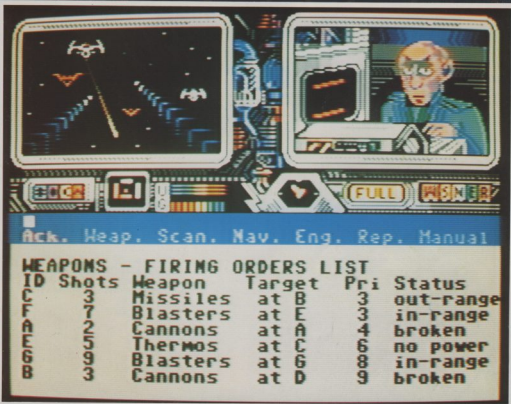 FULL
Ack. Weap. Scan. Nav. Eng. Rep. Manual
WEAPONS - FIRING ORDERS LIST
ID Shots Weapon Target Pri Status
C 3 Missiles at B 3 out-range
F 7 Blasters at E 3 in-range
A 2 Cannons at A 4 broken
E 5 Thermos at C 6 no power
G 9 Blasters at G 8 in-range
B 3 Cannons at D 9 broken